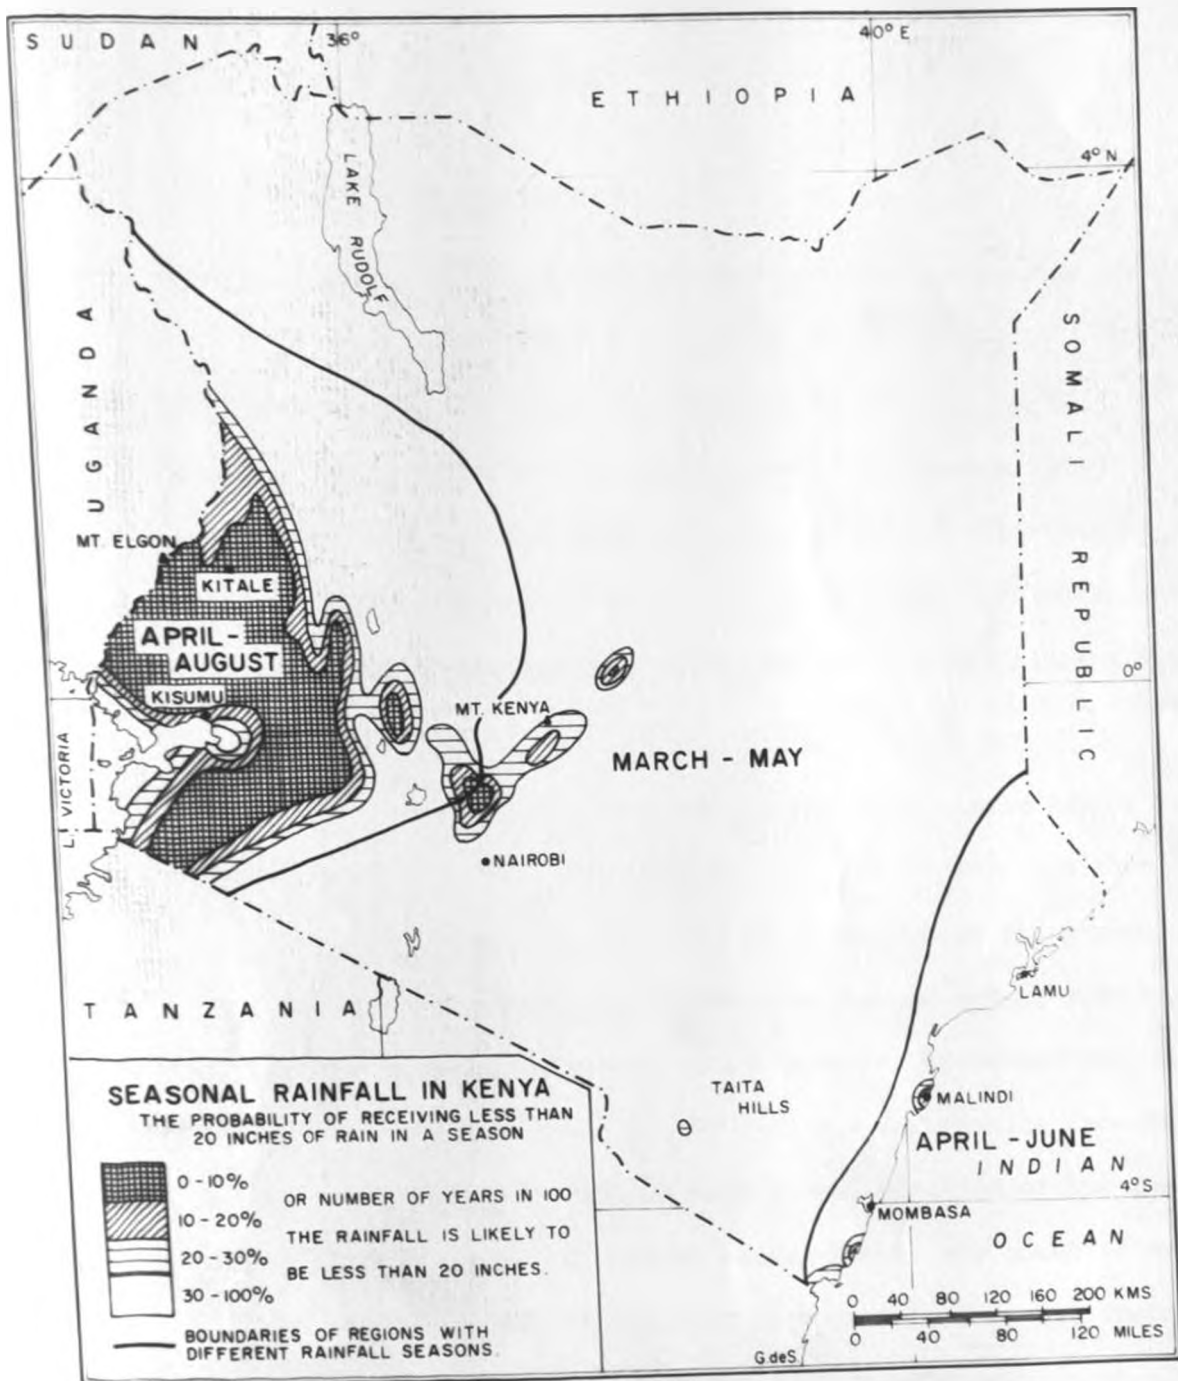 SUDAN
36°
40° E
ETHIOPIA
4° N
LAKE RUDOLF
UGANDA
SOMALI REPUBLIC
MT. ELGON
KITALE
APRIL-
AUGUST
KISUMU
0°
MT. KENYA
L. VICTORIA
MARCH - MAY
NAIROBI
LAMU
TANZANIA
TAITA
HILLS
MALINDI
APRIL - JUNE
INDIAN
4° S
MOMBASA
OCEAN
SEASONAL RAINFALL IN KENYA
THE PROBABILITY OF RECEIVING LESS THAN
20 INCHES OF RAIN IN A SEASON
0-10%
OR NUMBER OF YEARS IN 100
10-20%
THE RAINFALL IS LIKELY TO
20-30%
BE LESS THAN 20 INCHES.
30-100%
BOUNDARIES OF REGIONS WITH
DIFFERENT RAINFALL SEASONS.
0 40 80 120 160 200 KMS
0 40 80 120 MILES
G.deS